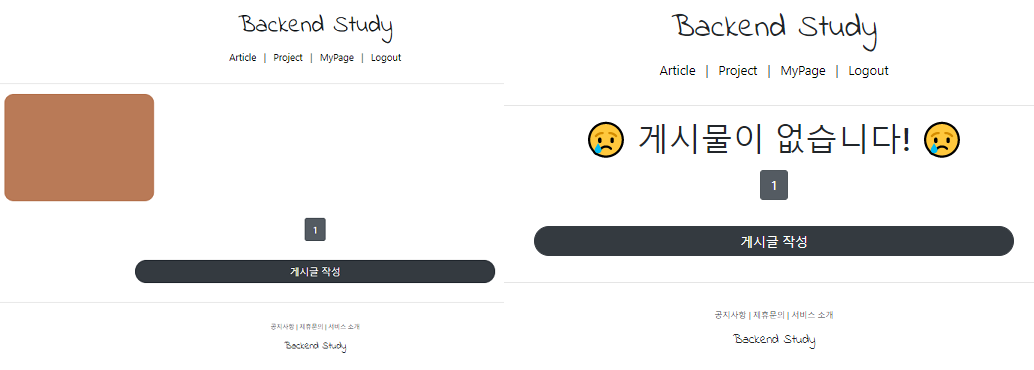 Backend Study
Article | Project | MyPage | Logout
1
게시글 작성
공지사항 | 제휴문의 | 서비스 소개
Backend Study
Backend Study
Article | Project | MyPage | Logout
😢 게시물이 없습니다! 😢
1
게시글 작성
공지사항 | 제휴문의 | 서비스 소개
Backend Study